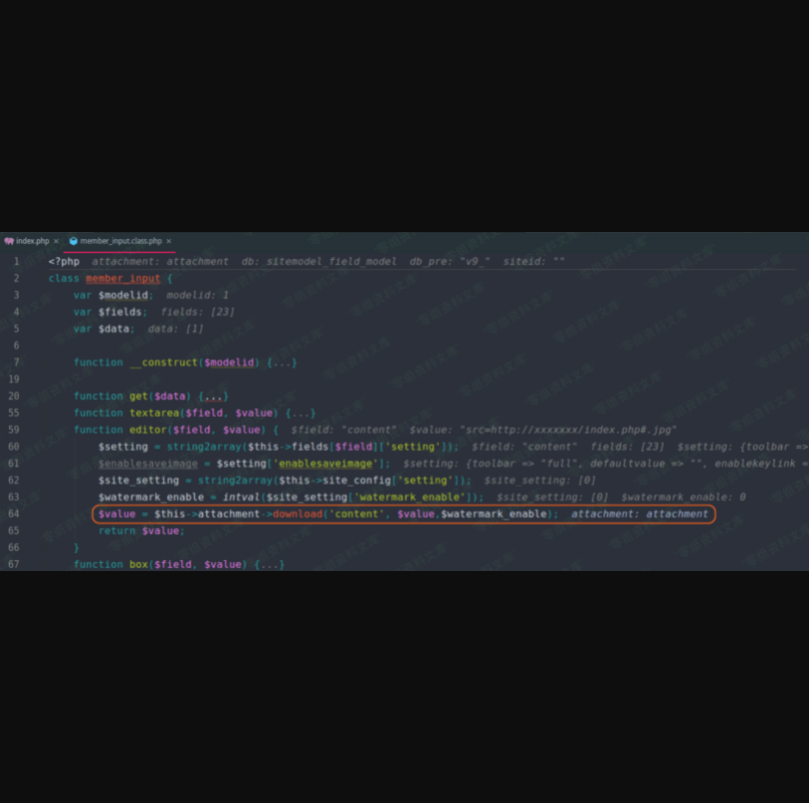 index.php × member_input.class.php ×
1 <?php attachment: attachment db: sitemodel_field_model db_pre: "v9_" siteid: ""
2 class member_input {
3 var $modelid; modelid: 1
4 var $fields; fields: [23]
5 var $data; data: [1]
6
7 function __construct($modelid) {...}
19
20 function get($data) {...}
55 function textarea($field, $value) {...}
59 function editor($field, $value) { $field: "content" $value: "src=http://xxxxxxx/index.php#.jpg"
60 $setting = string2array($this->fields[$field]['setting']); $field: "content" fields: [23] $setting: {toolbar =>
61 $enablesaveimage = $setting['enablesaveimage']; $setting: {toolbar => "full", defaultvalue => "", enablekeylink =
62 $site_setting = string2array($this->site_config['setting']); $site_setting: [0]
63 $watermark_enable = intval($site_setting['watermark_enable']); $site_setting: [0] $watermark_enable: 0
64 $value = $this->attachment->download('content', $value,$watermark_enable); attachment: attachment
65 return $value;
66 }
67 function box($field, $value) {...}